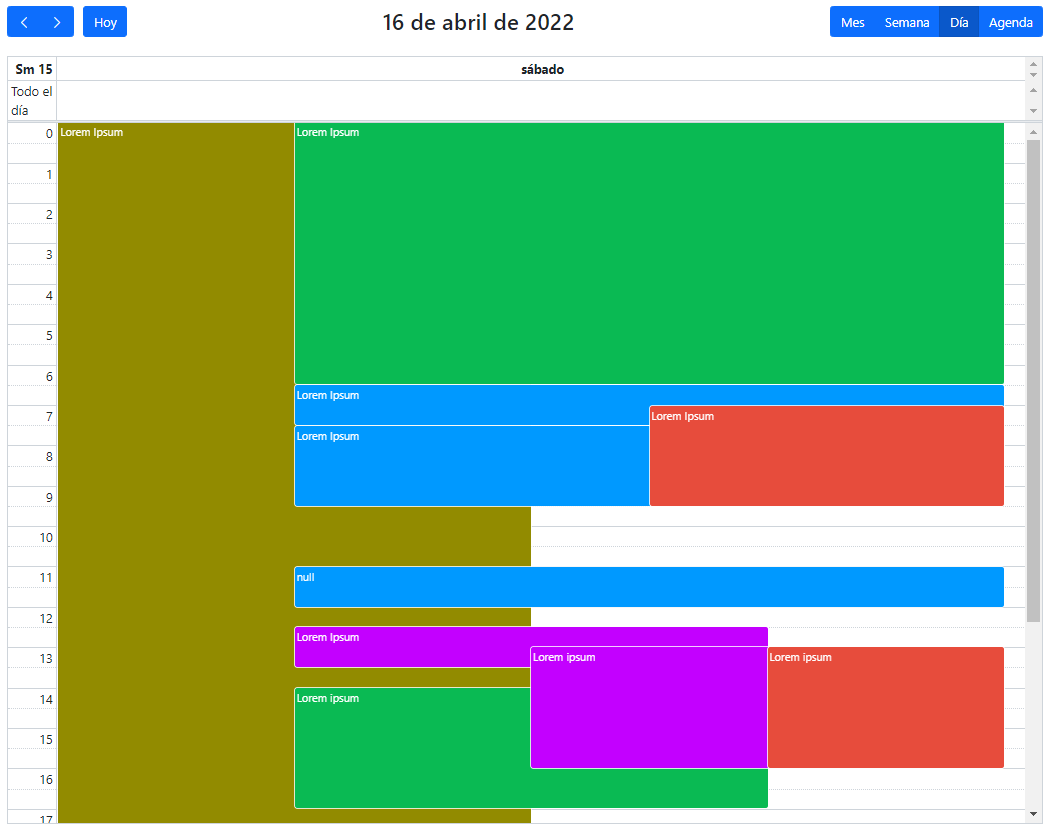 Hoy
16 de abril de 2022
Mes Semana Día Agenda
Sm 15 sábado
Todo el
día
0 Lorem Ipsum Lorem Ipsum
1
2
3
4
5
6
Lorem Ipsum
7 Lorem Ipsum
Lorem Ipsum
8
9
10
11 null
12
Lorem Ipsum
13 Lorem ipsum Lorem ipsum
14 Lorem ipsum
15
16
17